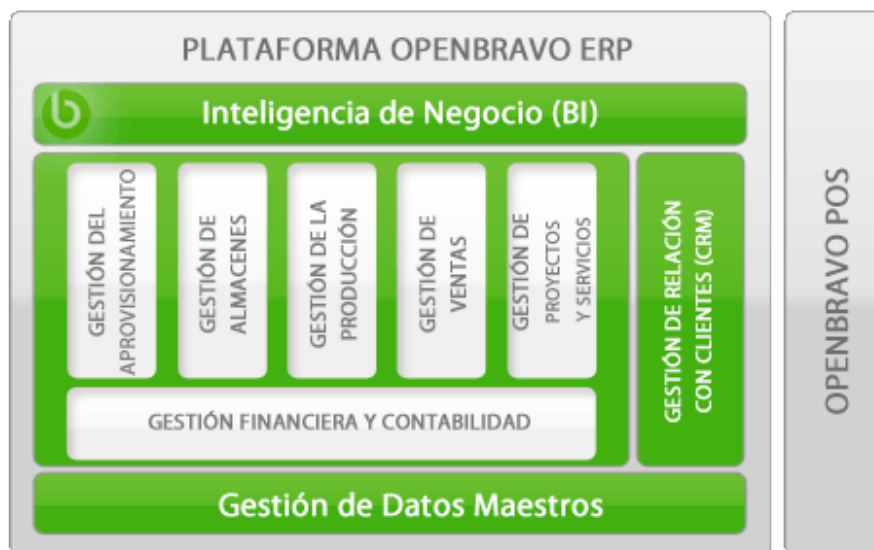 PLATAFORMA OPENBRAVO ERP
b
Inteligencia de Negocio (BI)
GESTIÓN DEL
APROVISIONAMIENTO
GESTIÓN DE
ALMACENES
GESTIÓN DE LA
PRODUCCIÓN
GESTIÓN DE
VENTAS
GESTIÓN DE
PROYECTOS
Y SERVICIOS
GESTIÓN DE RELACIÓN
CON CLIENTES (CRM)
GESTIÓN FINANCIERA Y CONTABILIDAD
Gestión de Datos Maestros
OPENBRAVO POS